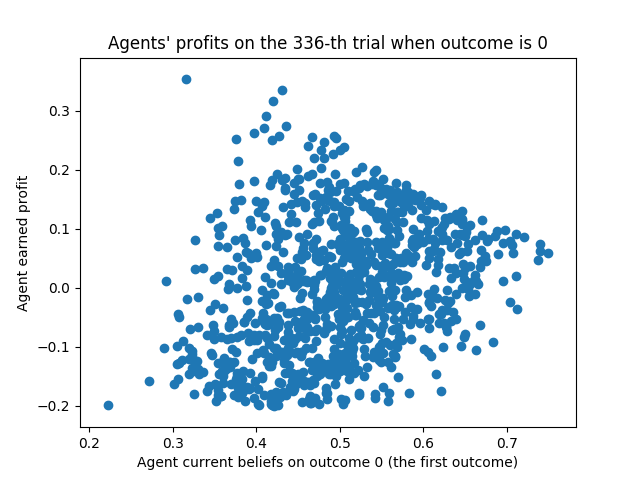 Agents' profits on the 336-th trial when outcome is 0
Agent earned profit
0.3
0.2
0.1
0.0
−0.1
−0.2
0.2 0.3 0.4 0.5 0.6 0.7
Agent current beliefs on outcome 0 (the first outcome)